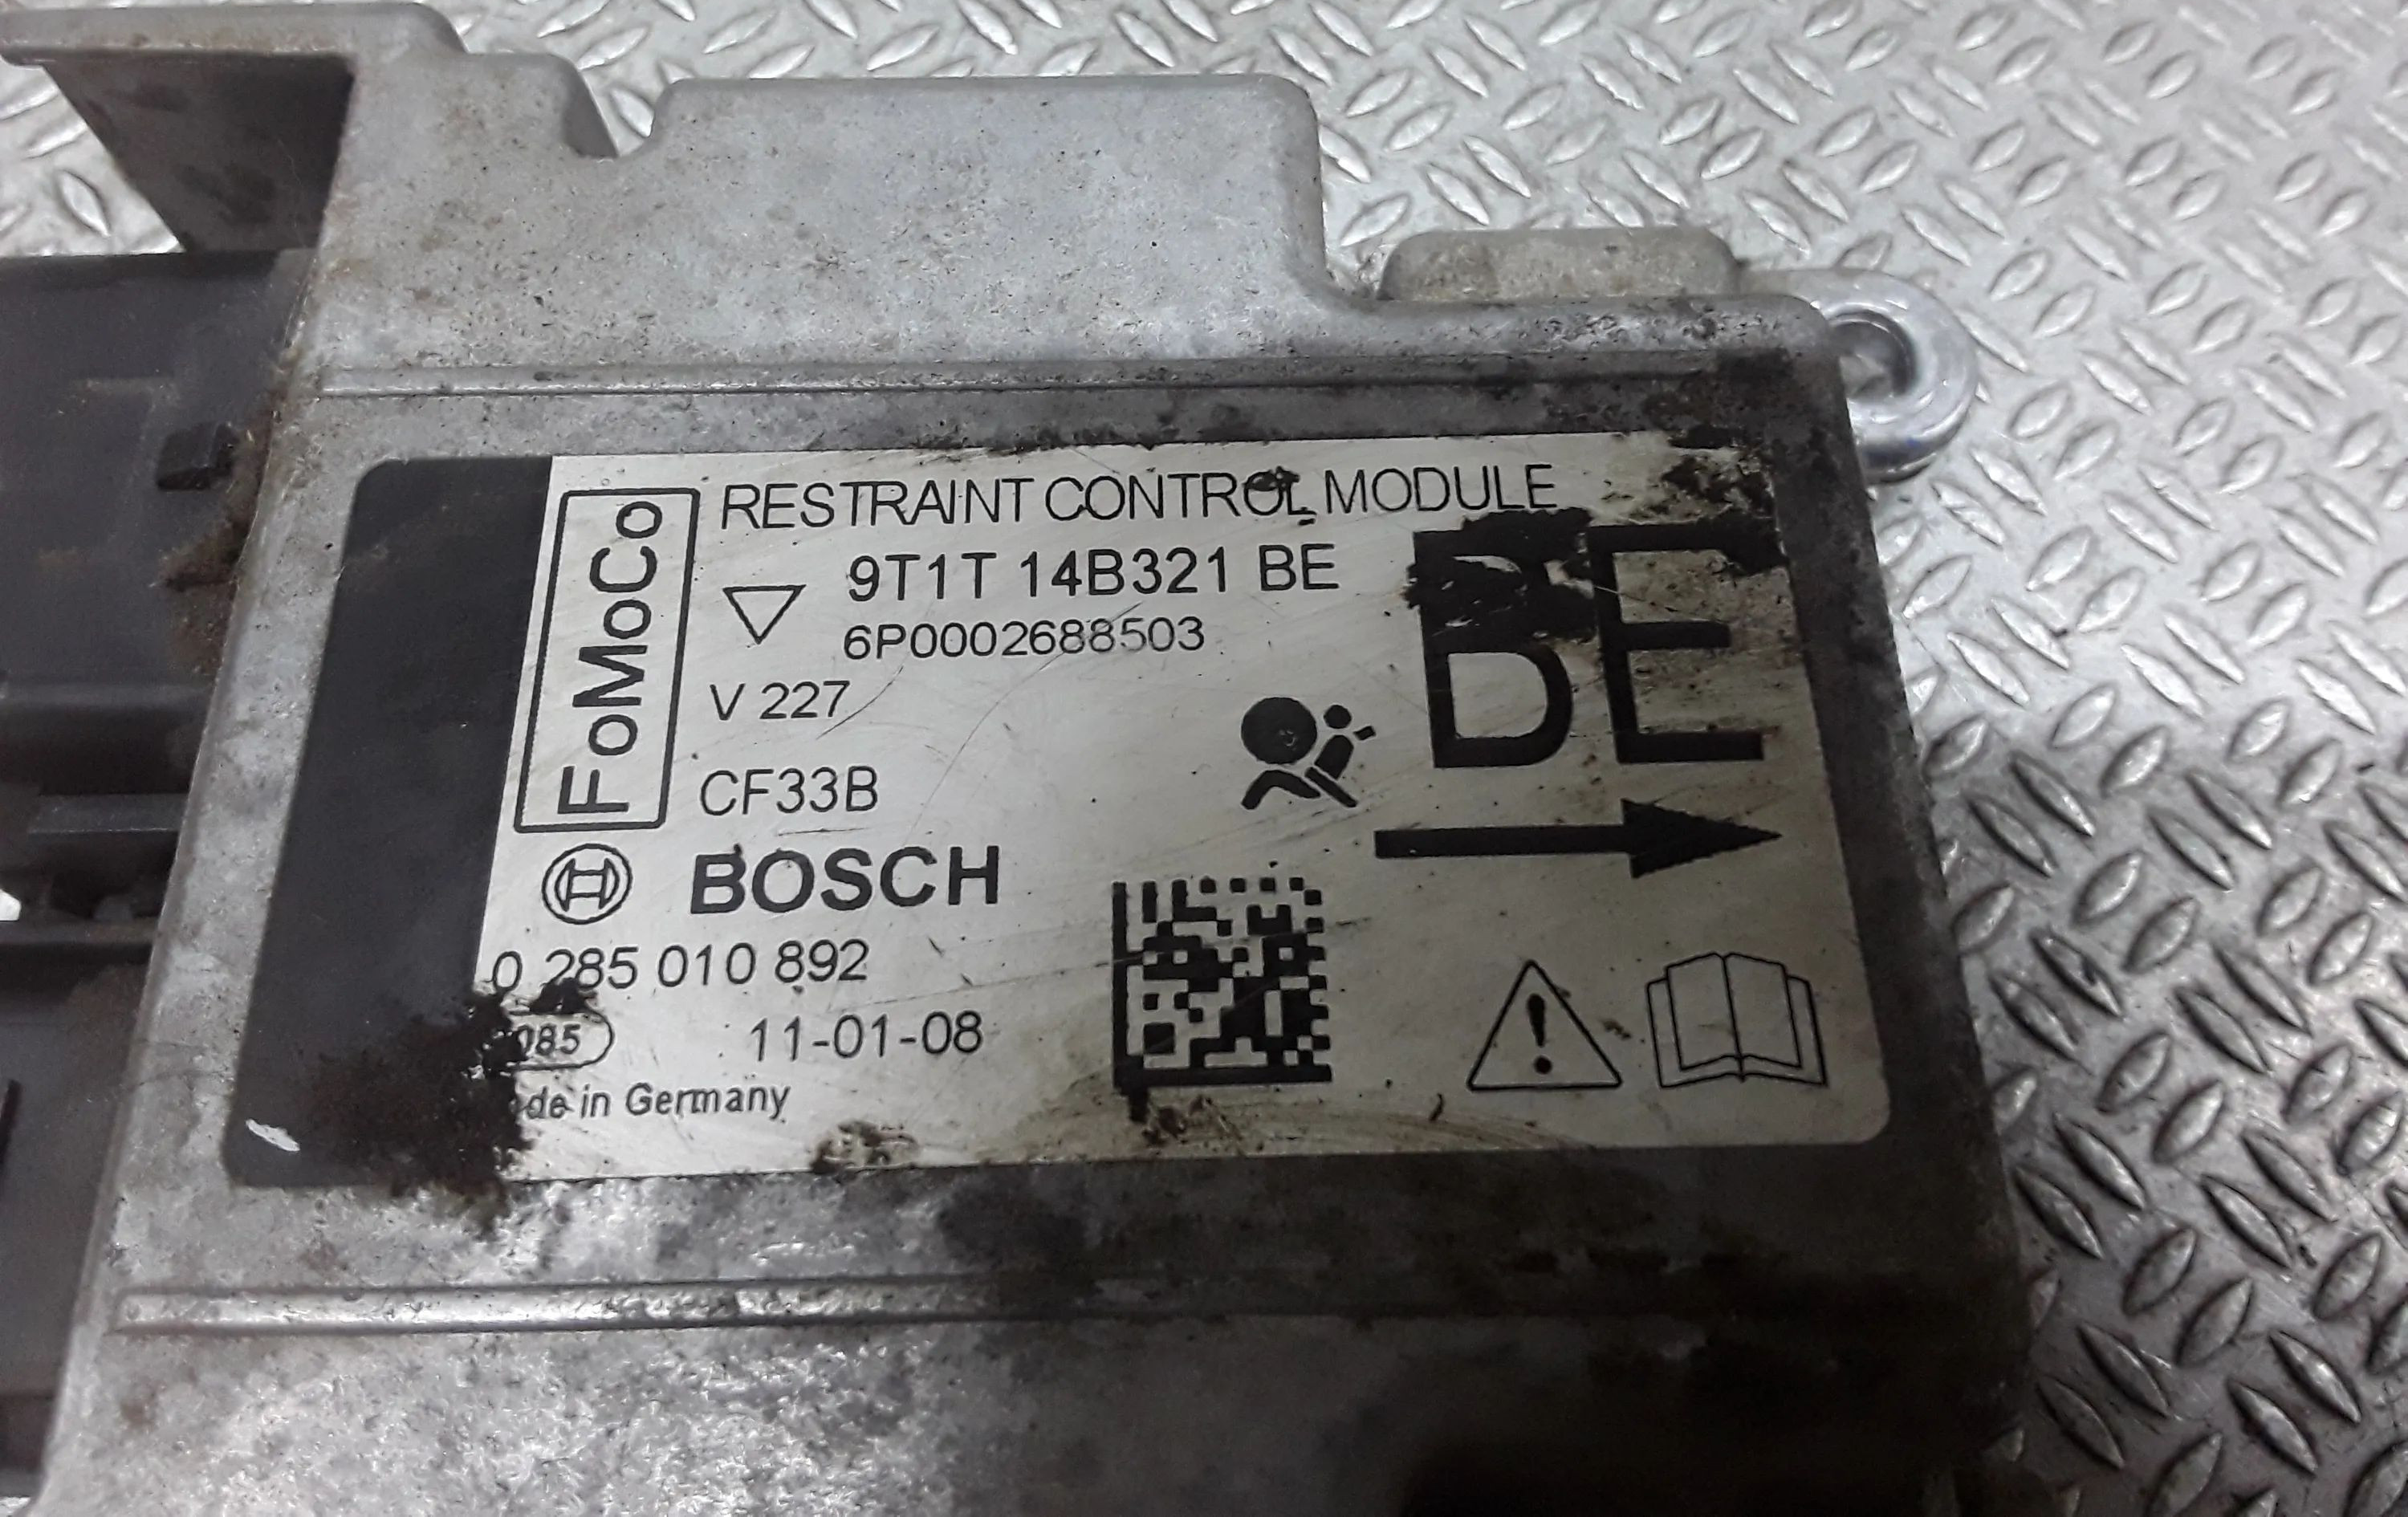 FoMoCo
RESTRAINT CONTROL MODULE
9T1T 14B321 BE
6P0002688503
BE
V 227
CF33B
BOSCH
0 285 010 892
11-01-08
in Germany